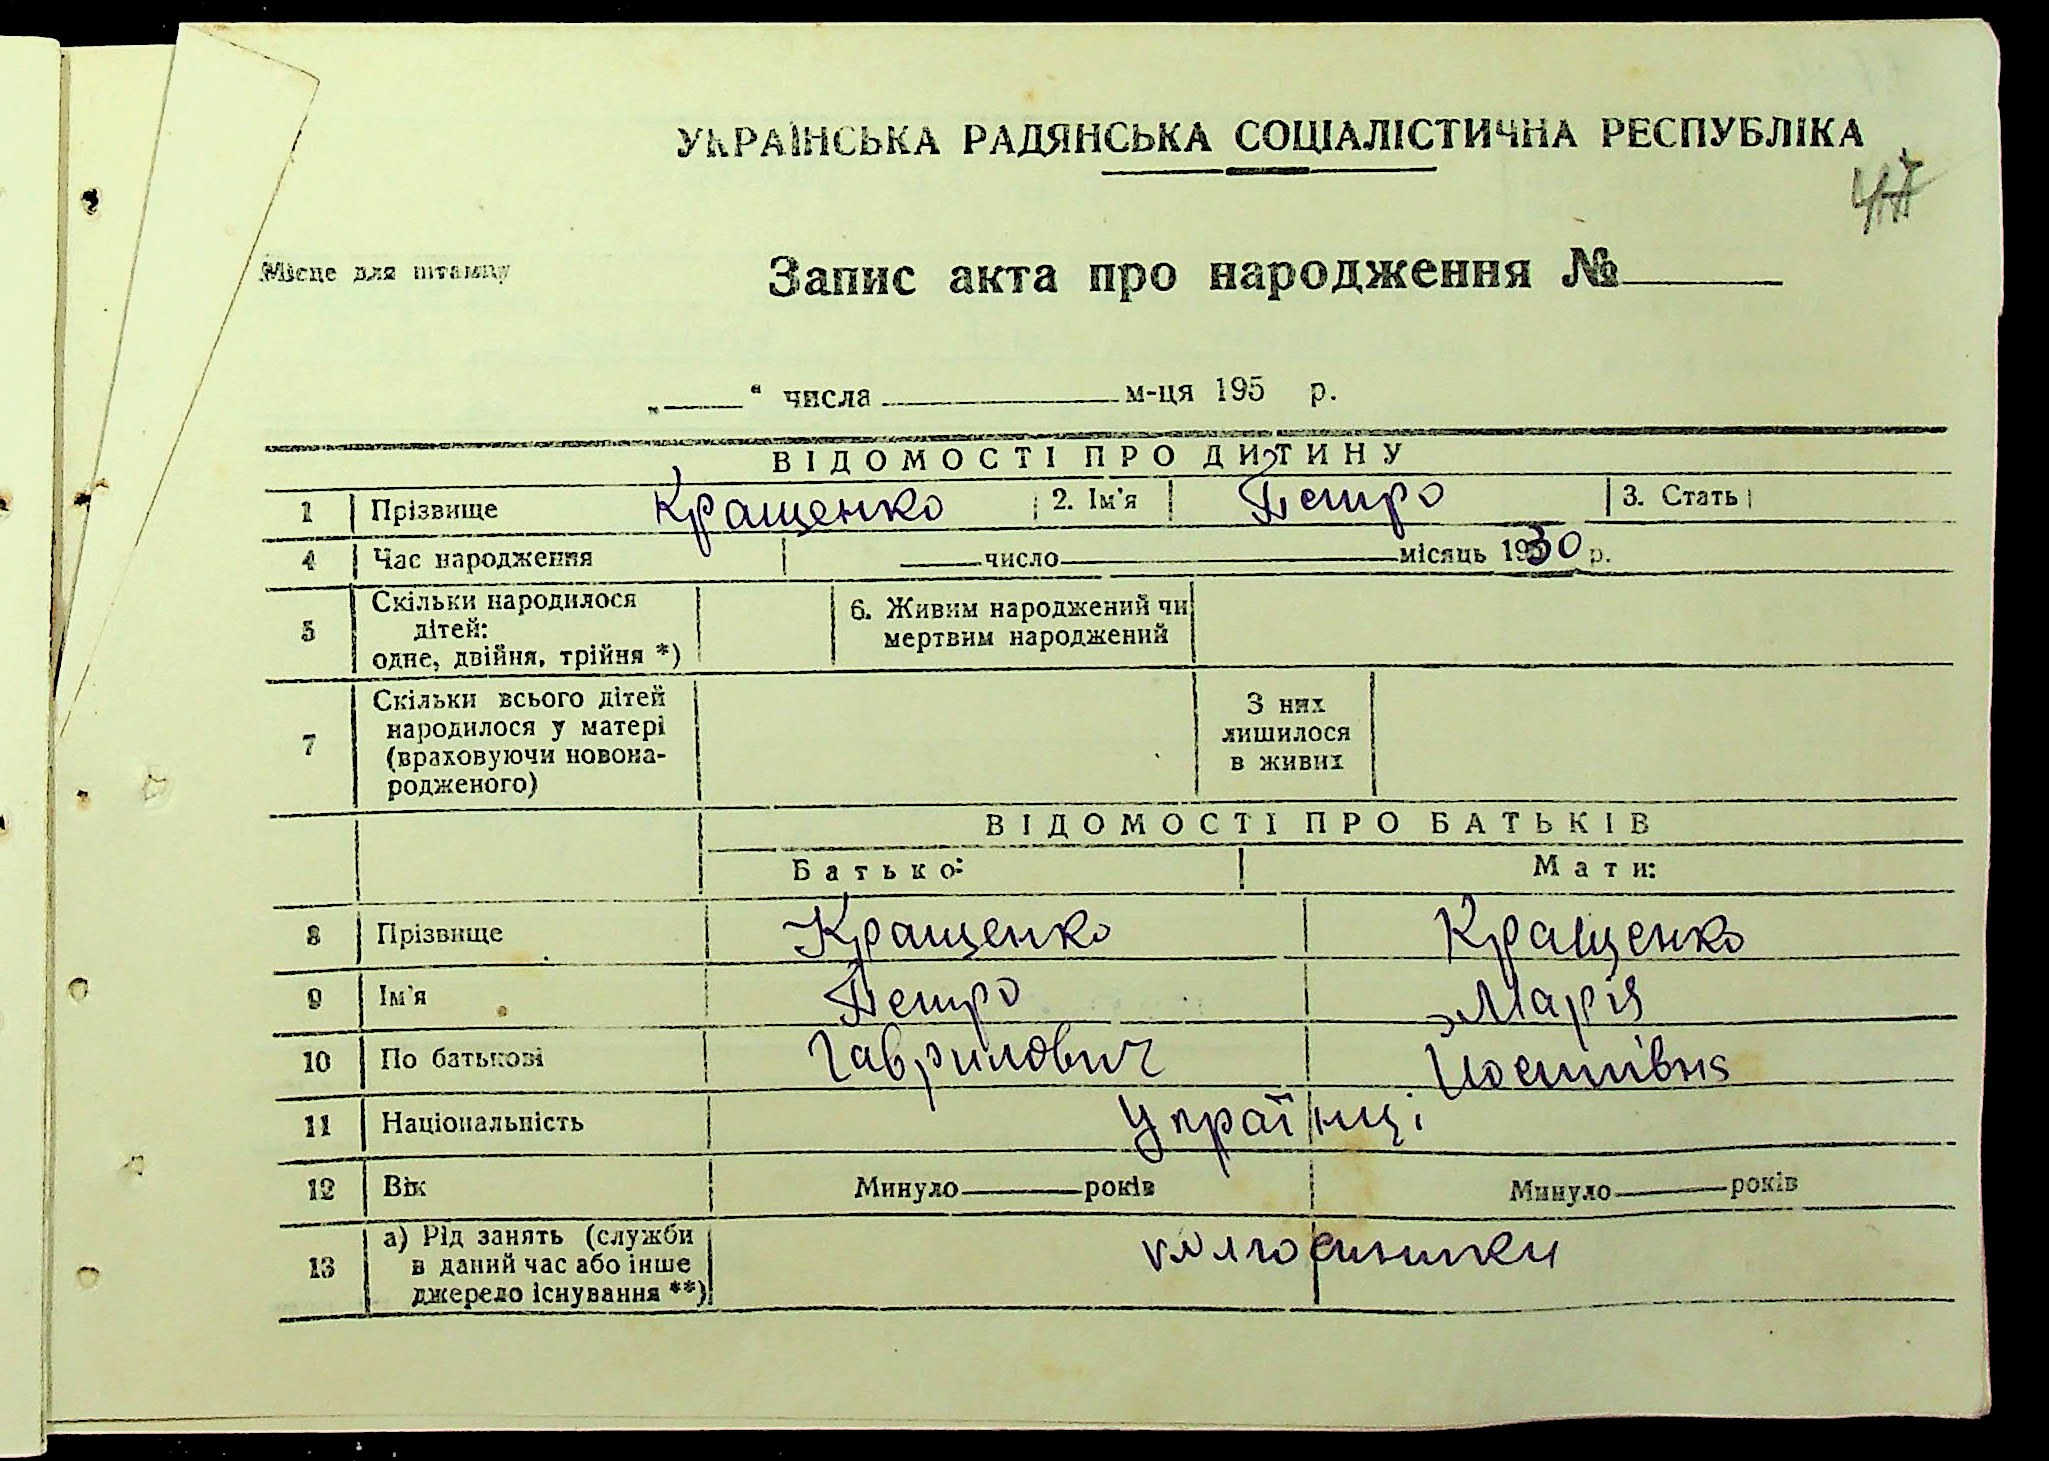 УКРАЇНСЬКА РАДЯНСЬКА СОЦІАЛІСТИЧНА РЕСПУБЛІКА
Місце для штампу
Запис акта про народження №
„ “ числа м-ця 195 р.
ВІДОМОСТІ ПРО ДИТИНУ
1 Прізвище Кращенко 2. Ім'я Петро 3. Стать
4 Час народження число місяць 1930 р.
5 Скільки народилося дітей: одне, двійня, трійня *)
6. Живим народжений чи мертвим народжений
7 Скільки всього дітей народилося у матері (враховуючи новона-
родженого)
З них лишилося в живих
ВІДОМОСТІ ПРО БАТЬКІВ
Батько: Мати:
8 Прізвище Кращенко Кращенко
9 Ім'я Петро Марія
10 По батькові Гаврилович Йосипівна
11 Національність Українці
12 Вік Минуло років Минуло років
13 а) Рід занять (служби в даний час або інше джерело існування **) колгоспники